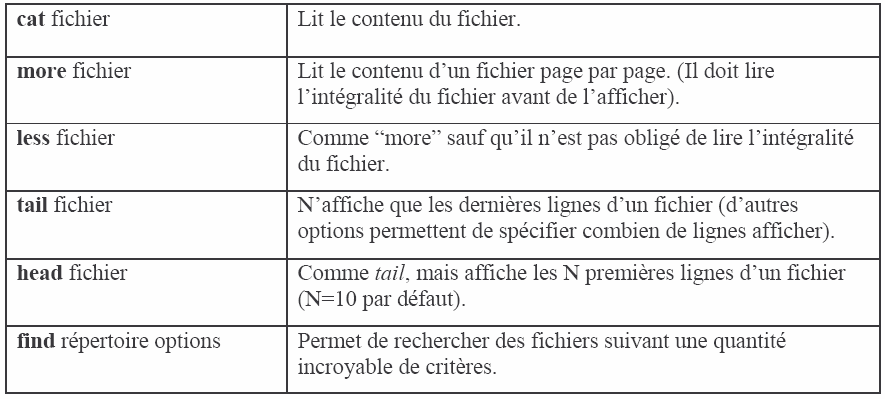 cat fichier
Lit le contenu du fichier.
more fichier
Lit le contenu d’un fichier page par page. (Il doit lire
l’intégralité du fichier avant de l’afficher).
less fichier
Comme “more” sauf qu’il n’est pas obligé de lire l’intégralité
du fichier.
tail fichier
N’affiche que les dernières lignes d’un fichier (d’autres
options permettent de spécifier combien de lignes afficher).
head fichier
Comme tail, mais affiche les N premières lignes d’un fichier
(N=10 par défaut).
find répertoire options
Permet de rechercher des fichiers suivant une quantité
incroyable de critères.